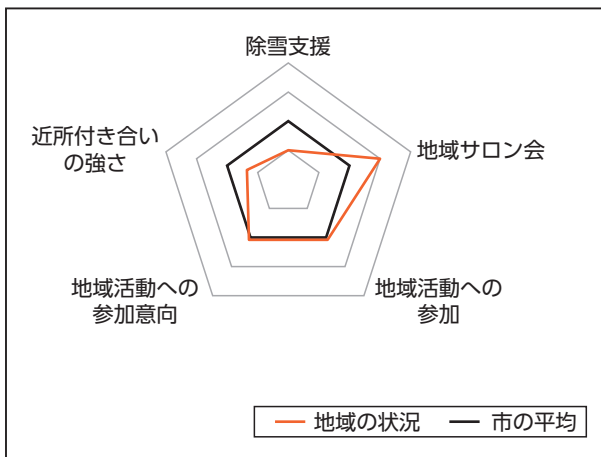 除雪支援
近所付き合い
の強さ
地域サロン会
地域活動への
参加意向
地域活動への
参加
地域の状況
市の平均